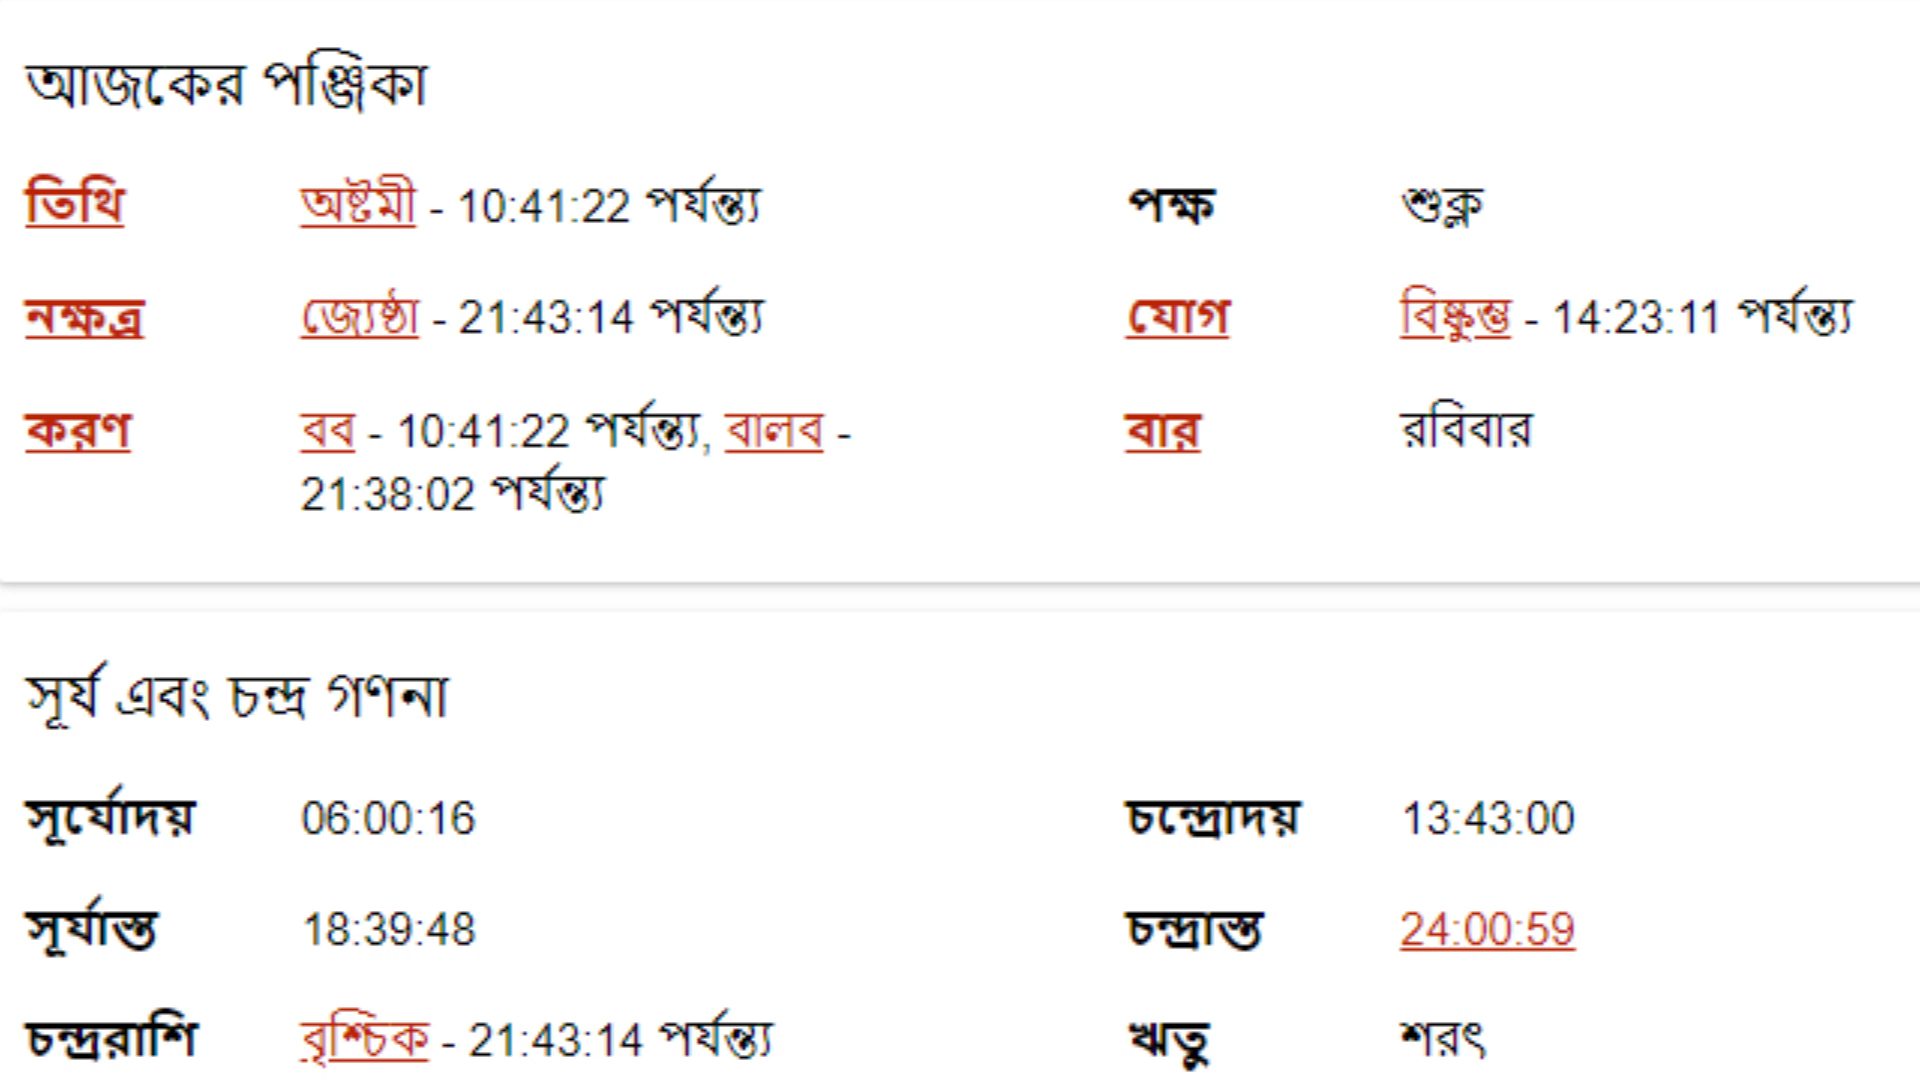 আজকের পঞ্জিকা
তিথি অষ্টমী - 10:41:22 পর্যন্ত্য পক্ষ শুক্ল
নক্ষত্র জ্যেষ্ঠা - 21:43:14 পর্যন্ত্য যোগ বিষ্কুম্ভ - 14:23:11 পর্যন্ত্য
করণ বব - 10:41:22 পর্যন্ত্য, বালব -
21:38:02 পর্যন্ত্য
বার রবিবার
সূর্য এবং চন্দ্র গণনা
সূর্যোদয় 06:00:16 চন্দ্রোদয় 13:43:00
সূর্যাস্ত 18:39:48 চন্দ্রাস্ত 24:00:59
চন্দ্ররাশি বৃশ্চিক - 21:43:14 পর্যন্ত্য ঋতু শরৎ